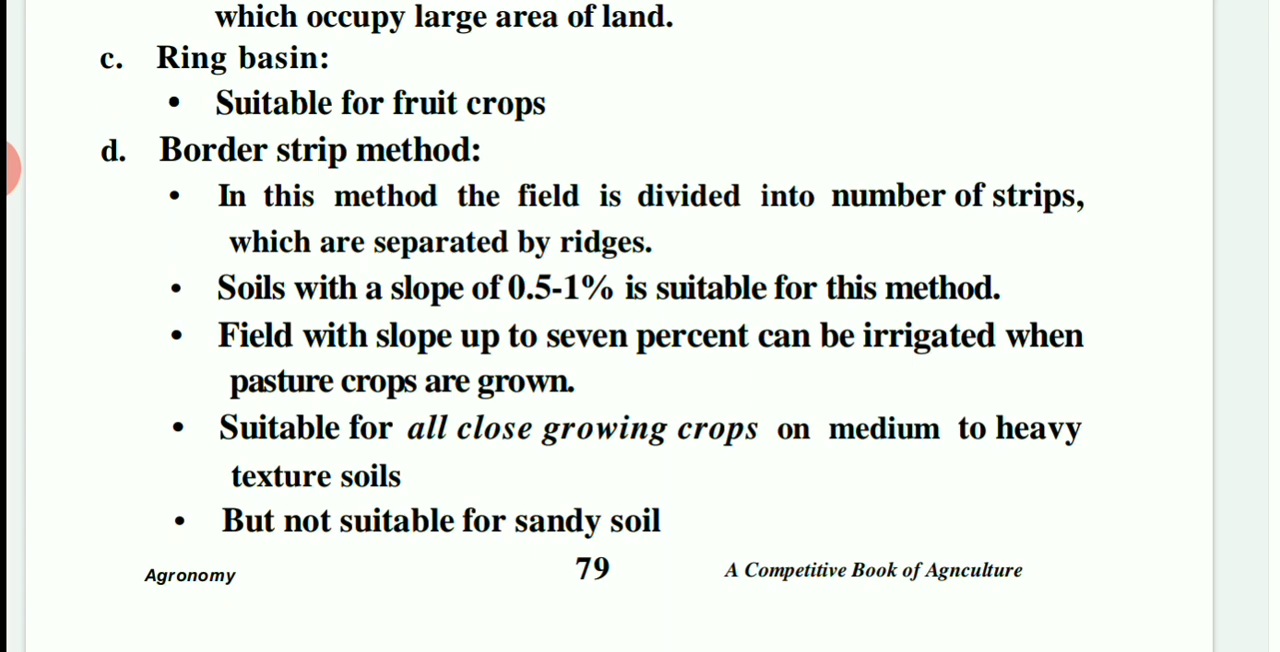 which occupy large area of land.
c. Ring basin:
• Suitable for fruit crops
d. Border strip method:
• In this method the field is divided into number of strips,
which are separated by ridges.
• Soils with a slope of 0.5-1% is suitable for this method.
• Field with slope up to seven percent can be irrigated when
pasture crops are grown.
• Suitable for all close growing crops on medium to heavy
texture soils
• But not suitable for sandy soil
Agronomy 79 A Competitive Book of Agnculture